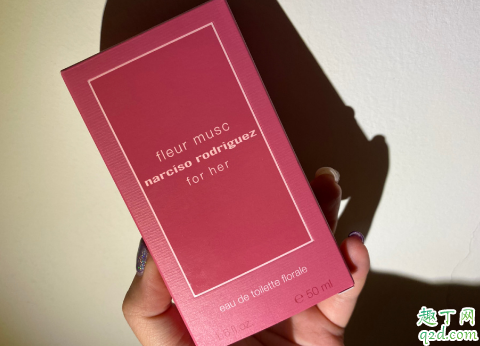 fleur musc
narciso rodriguez
for her
eau de toilette florale
1.6 fl.oz. ℮ 50 ml
趣丁网
q2d.com